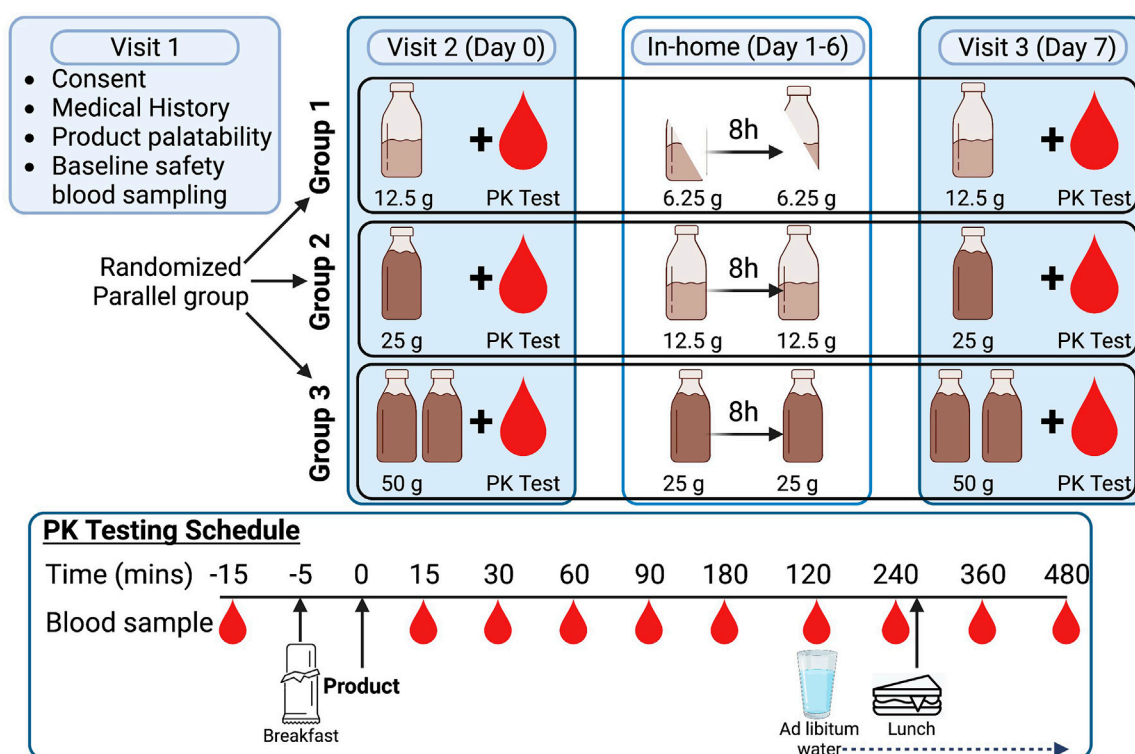 Visit 1
• Consent
• Medical History
• Product palatability
• Baseline safety
blood sampling
Randomized
Parallel group
Visit 2 (Day 0)
In-home (Day 1-6)
Visit 3 (Day 7)
Group 1
12.5 g
+
PK Test
8h
6.25 g
6.25 g
12.5 g
+
PK Test
Group 2
25 g
+
PK Test
8h
12.5 g
12.5 g
25 g
+
PK Test
Group 3
50 g
+
PK Test
8h
25 g
25 g
50 g
+
PK Test
PK Testing Schedule
Time (mins) -15 -5 0 15 30 60 90 180 120 240 360 480
Blood sample
Product
Breakfast
Ad libitum
water
Lunch